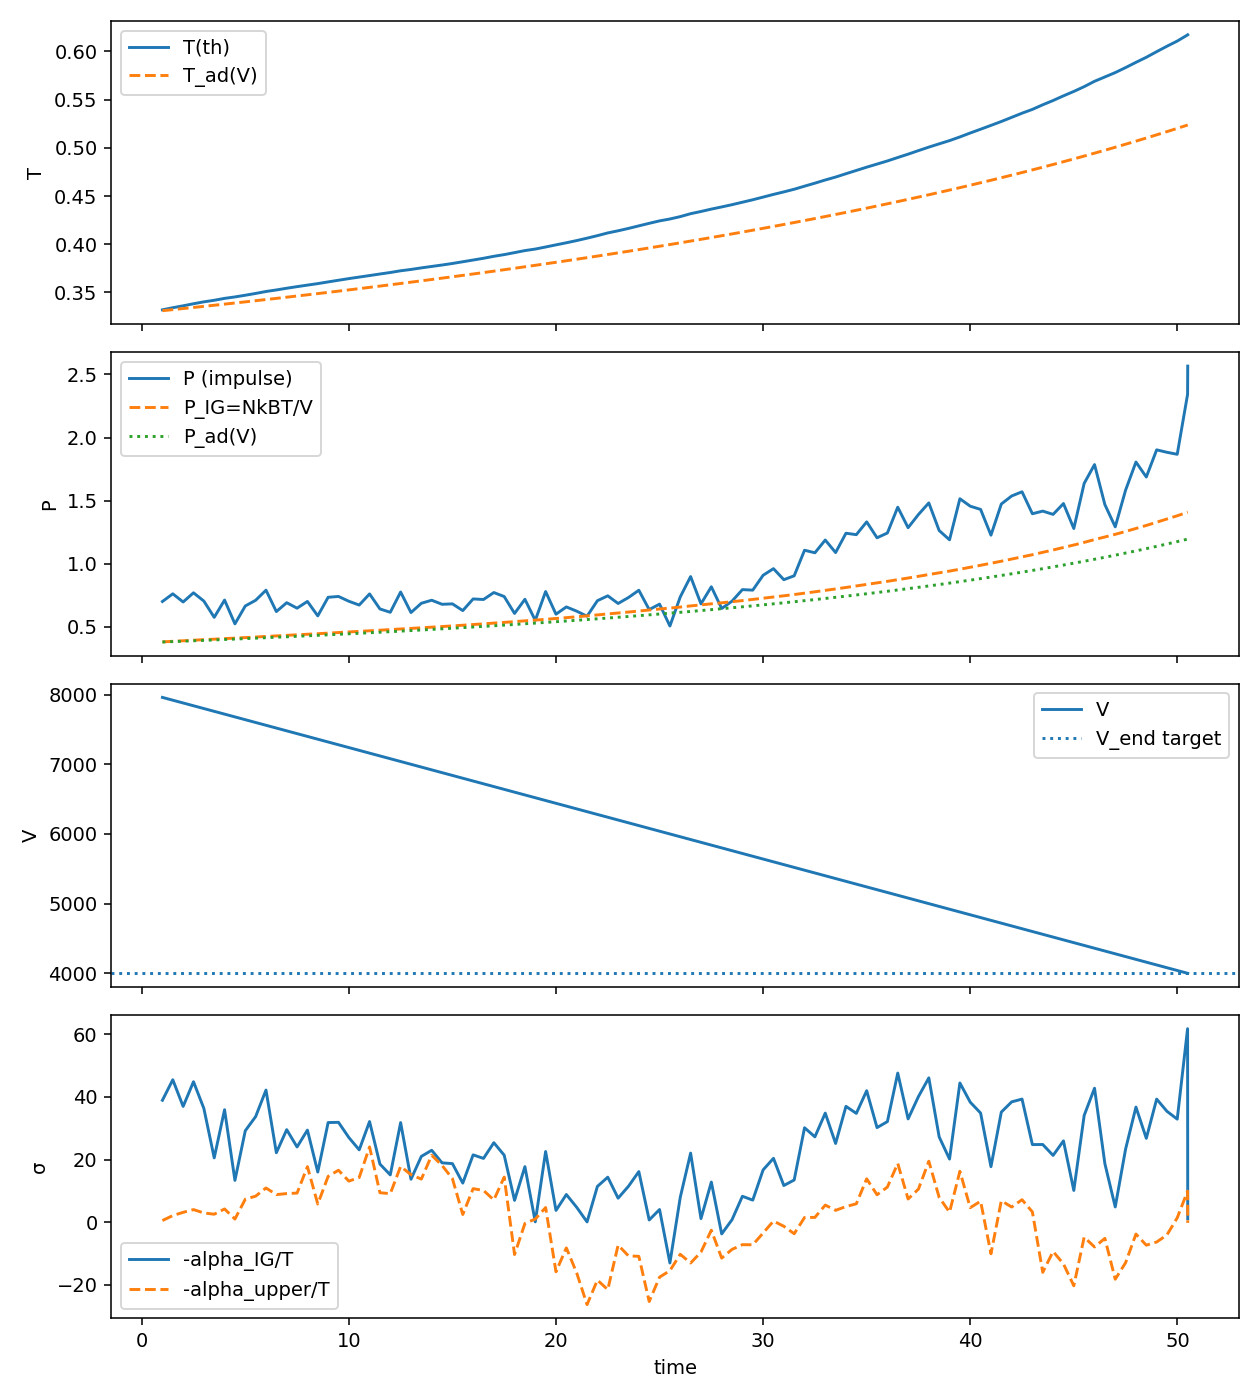 T(th)
T_ad(V)
0.60
0.55
0.50
0.45
0.40
0.35
T
P (impulse)
P_IG=NkBT/V
P_ad(V)
2.5
2.0
1.5
1.0
0.5
P
V
V_end target
8000
7000
6000
5000
4000
V
60
40
20
0
−20
σ
-alpha_IG/T
-alpha_upper/T
0 10 20 30 40 50
time